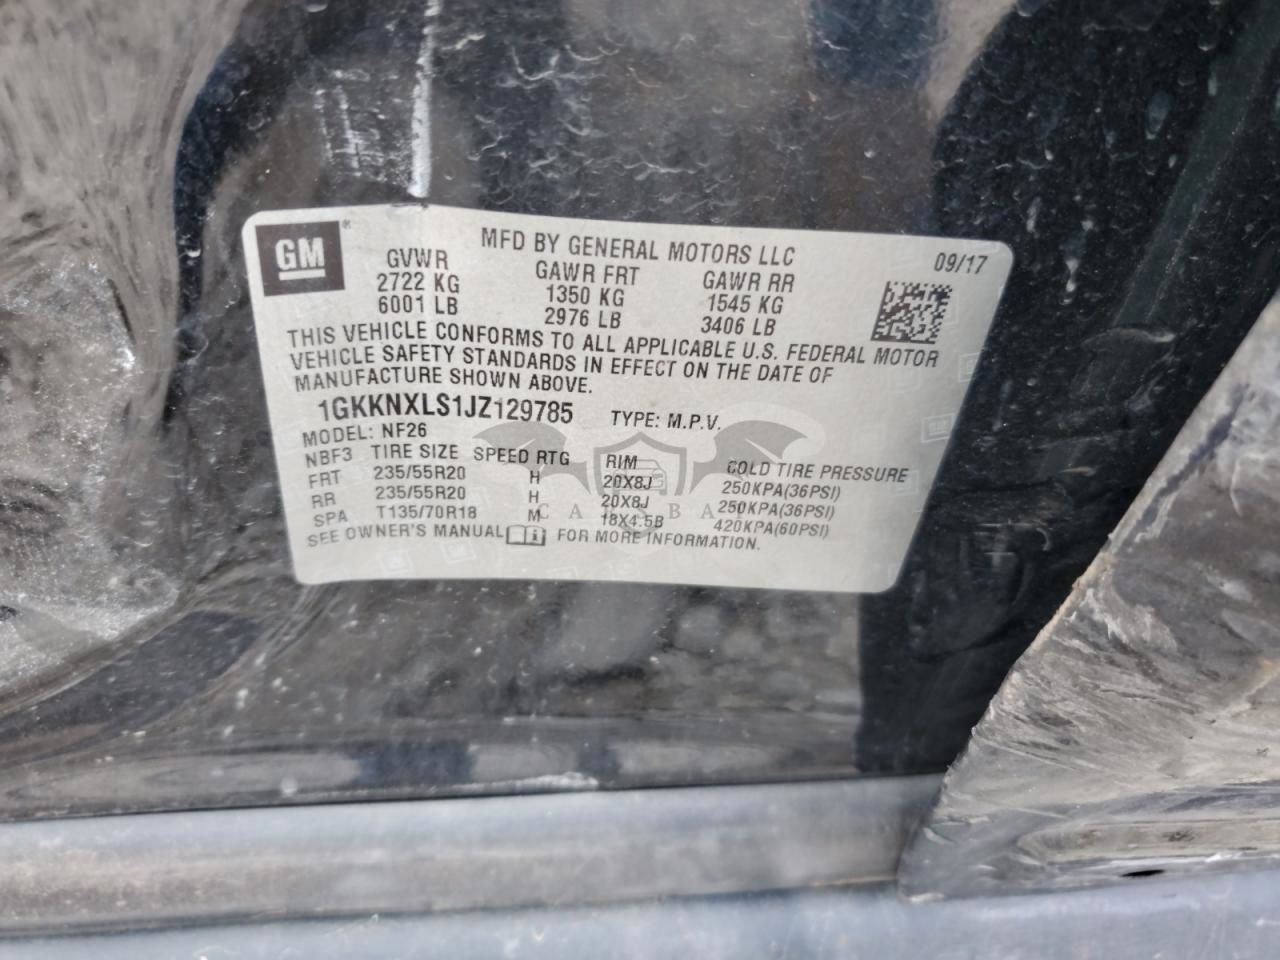 GM ®
MFD BY GENERAL MOTORS LLC 09/17
GVWR GAWR FRT GAWR RR
2722 KG 1350 KG 1545 KG
6001 LB 2976 LB 3406 LB
THIS VEHICLE CONFORMS TO ALL APPLICABLE U.S. FEDERAL MOTOR
VEHICLE SAFETY STANDARDS IN EFFECT ON THE DATE OF
MANUFACTURE SHOWN ABOVE.
1GKKNXLS1JZ129785 TYPE: M.P.V.
MODEL: NF26
NBF3 TIRE SIZE SPEED RTG RIM COLD TIRE PRESSURE
FRT 235/55R20 H 20X8J 250KPA(36PSI)
RR 235/55R20 H 20X8J 250KPA(36PSI)
SPA T135/70R18 M 18X4.5B 420KPA(60PSI)
SEE OWNER'S MANUAL FOR MORE INFORMATION.